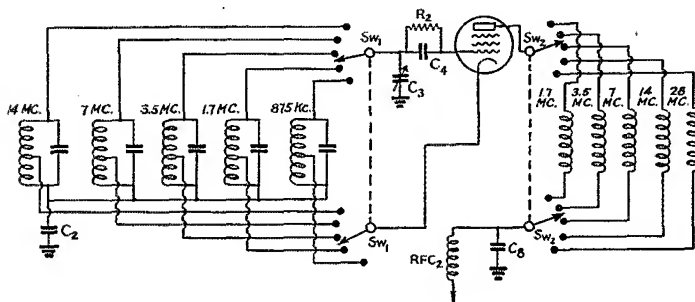 R2
Sw1
C4
Sw2
C3
14 MC.
7 MC.
3.5 MC.
1.7 MC.
875 KC.
1.7 MC.
3.5 MC.
7 MC.
14 MC.
28 MC.
C2
Sw1
Sw2
RFC2
C8